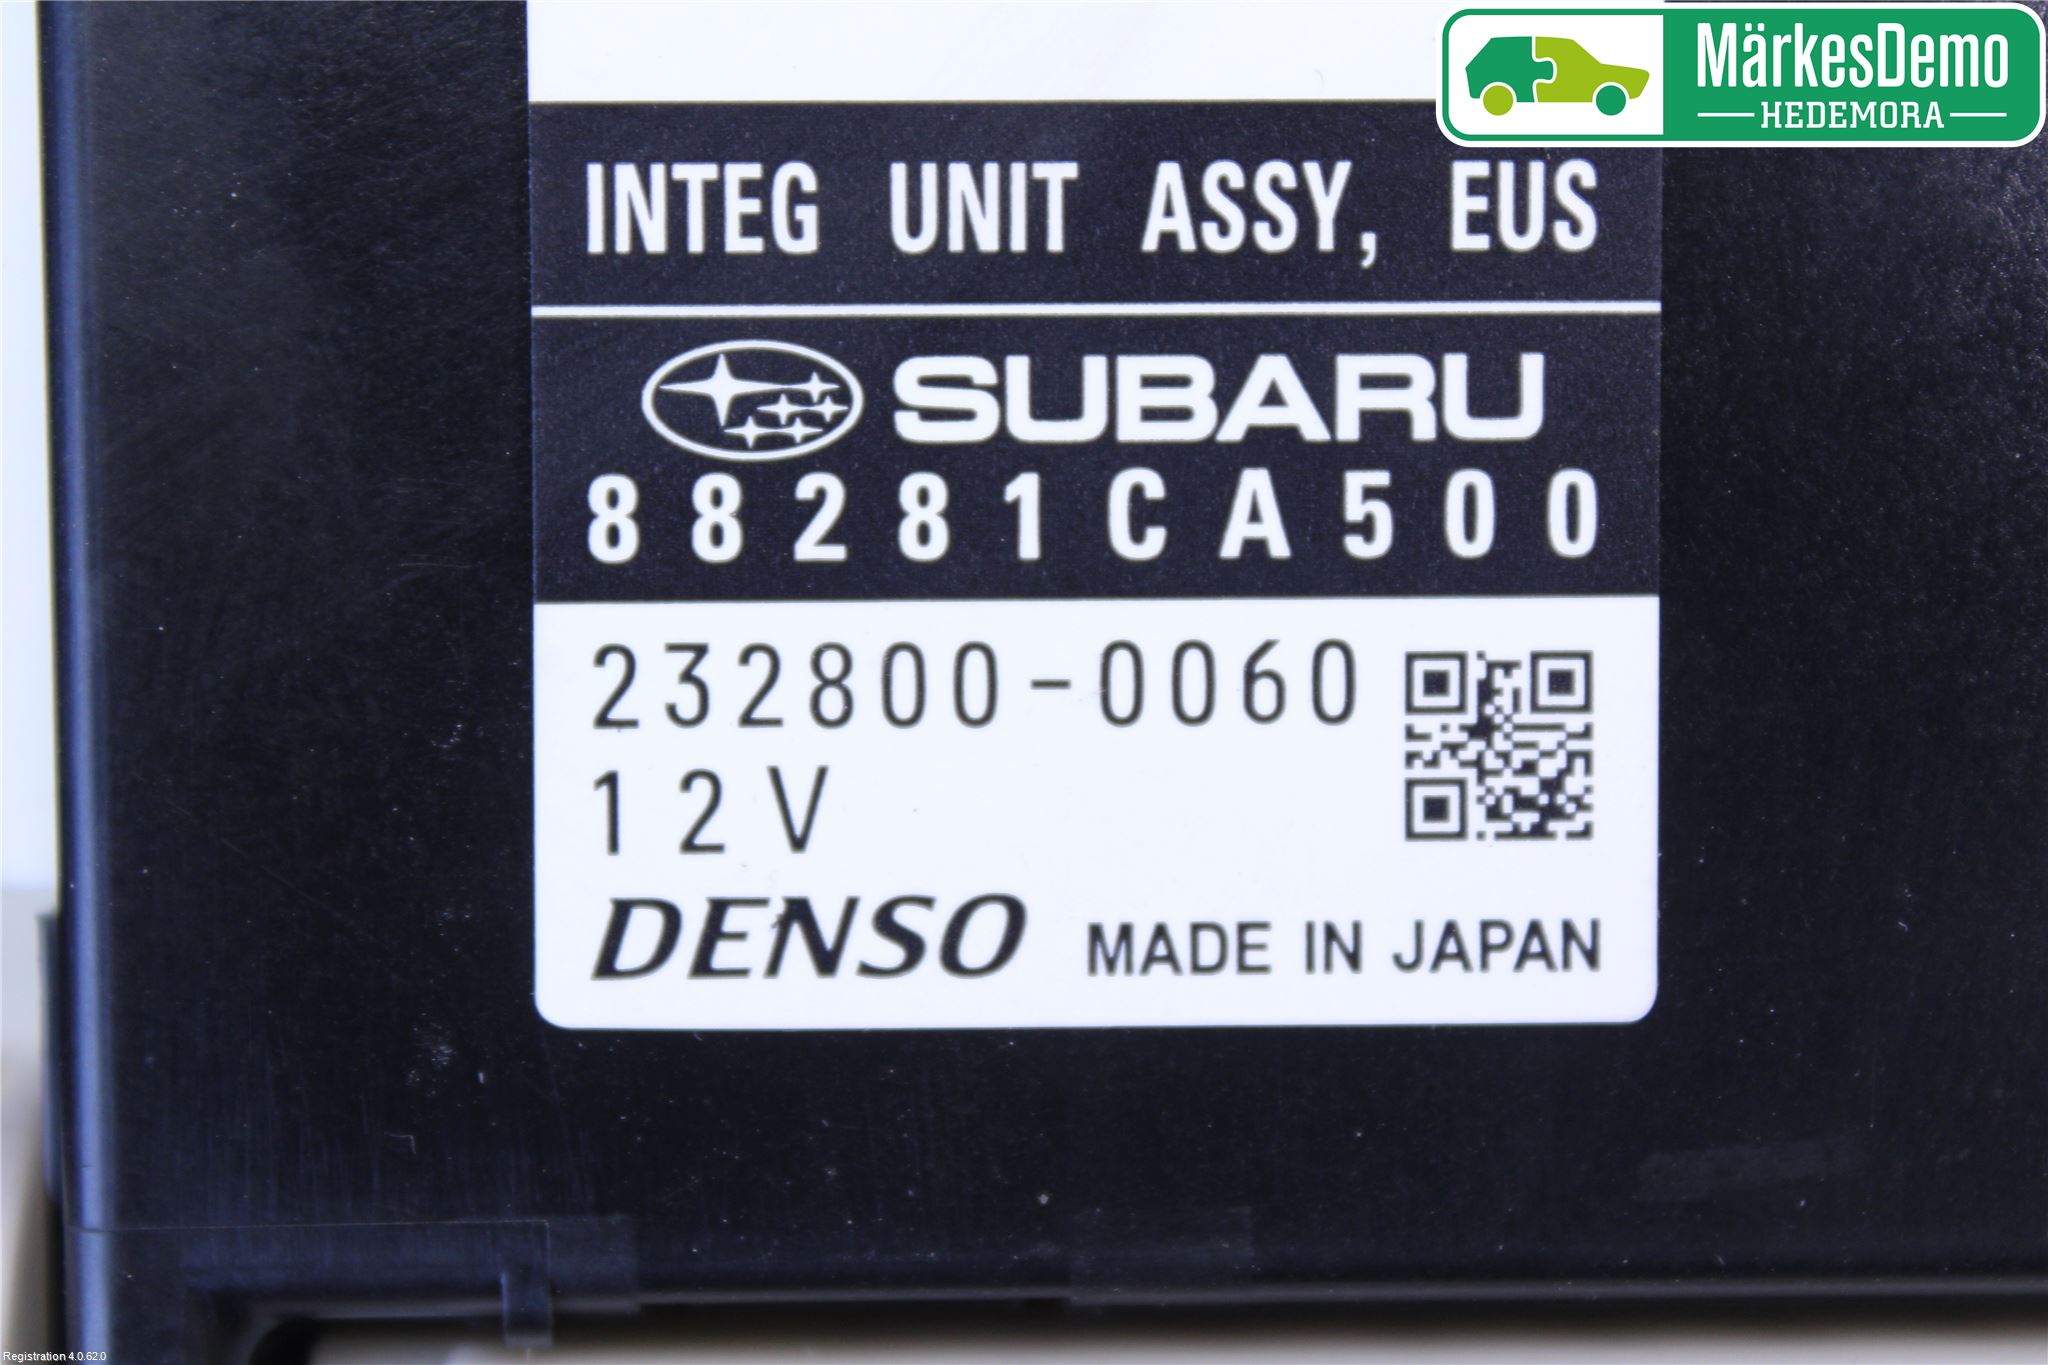 MärkesDemo
HEDEMORA
INTEG UNIT ASSY, EUS
SUBARU
88281CA500
232800-0060
12V
DENSO MADE IN JAPAN
Registration 4.0.62.0